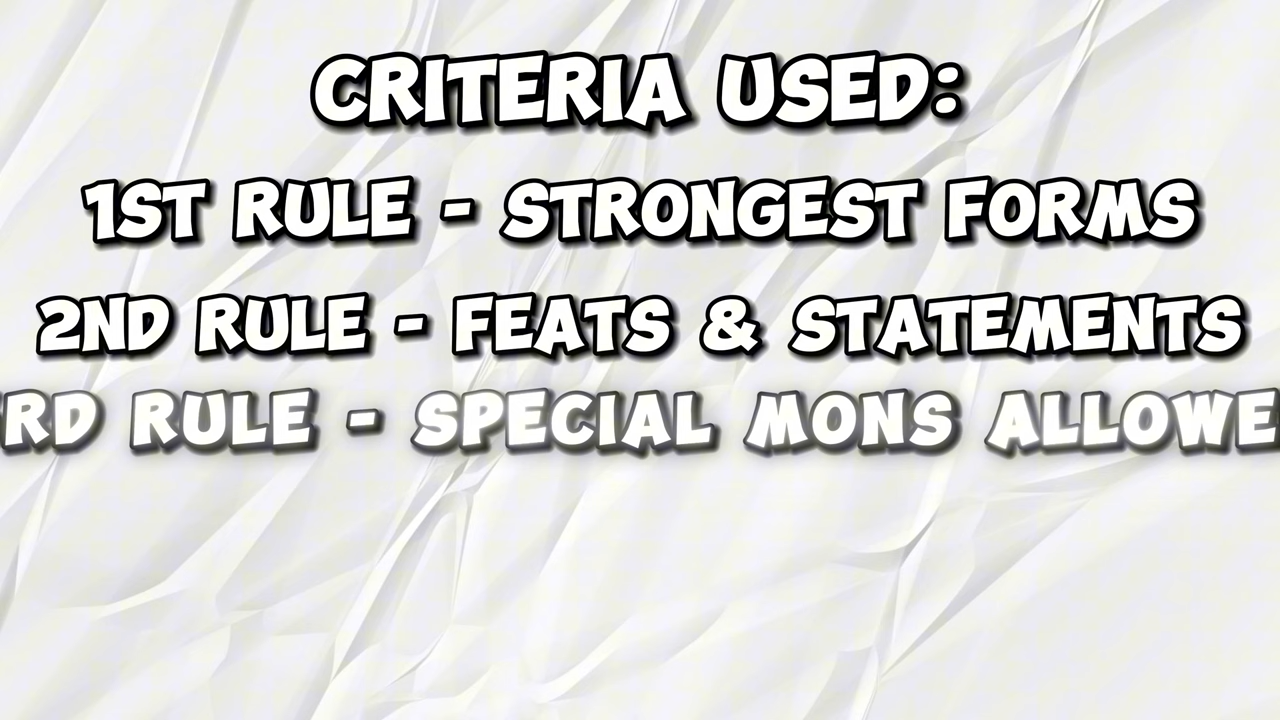 CRITERIA USED:
1ST RULE - STRONGEST FORMS
2ND RULE - FEATS & STATEMENTS
RD RULE - SPECIAL MONS ALLOWE